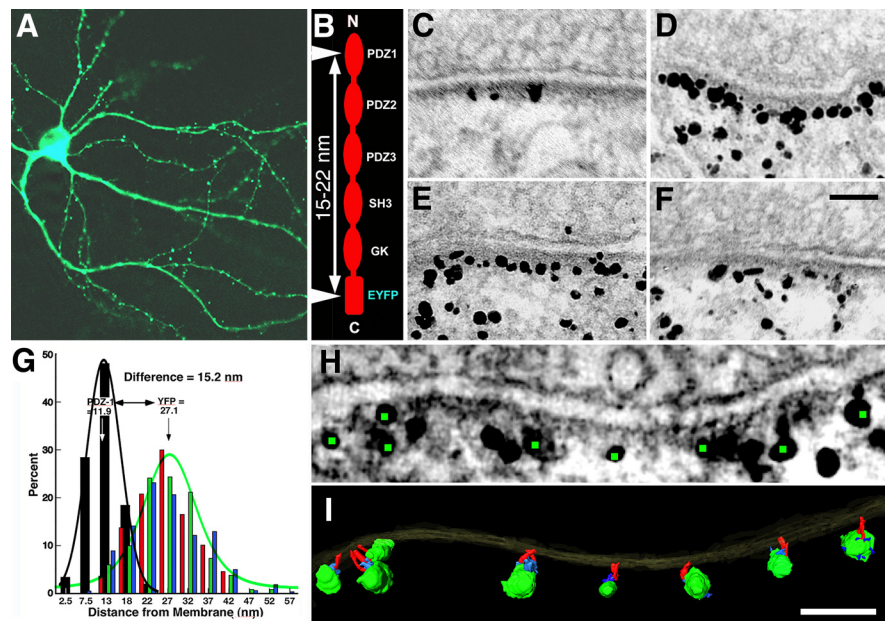 A
B
N
PDZ1
PDZ2
PDZ3
SH3
GK
EYFP
C
15-22 nm
C
D
E
F
G
Difference = 15.2 nm
PDZ-1
=11.9
YFP =
27.1
Percent
50
40
30
20
10
0
2.5 7.5 13 18 22 27 32 37 42 47 52 57
Distance from Membrane (nm)
H
I